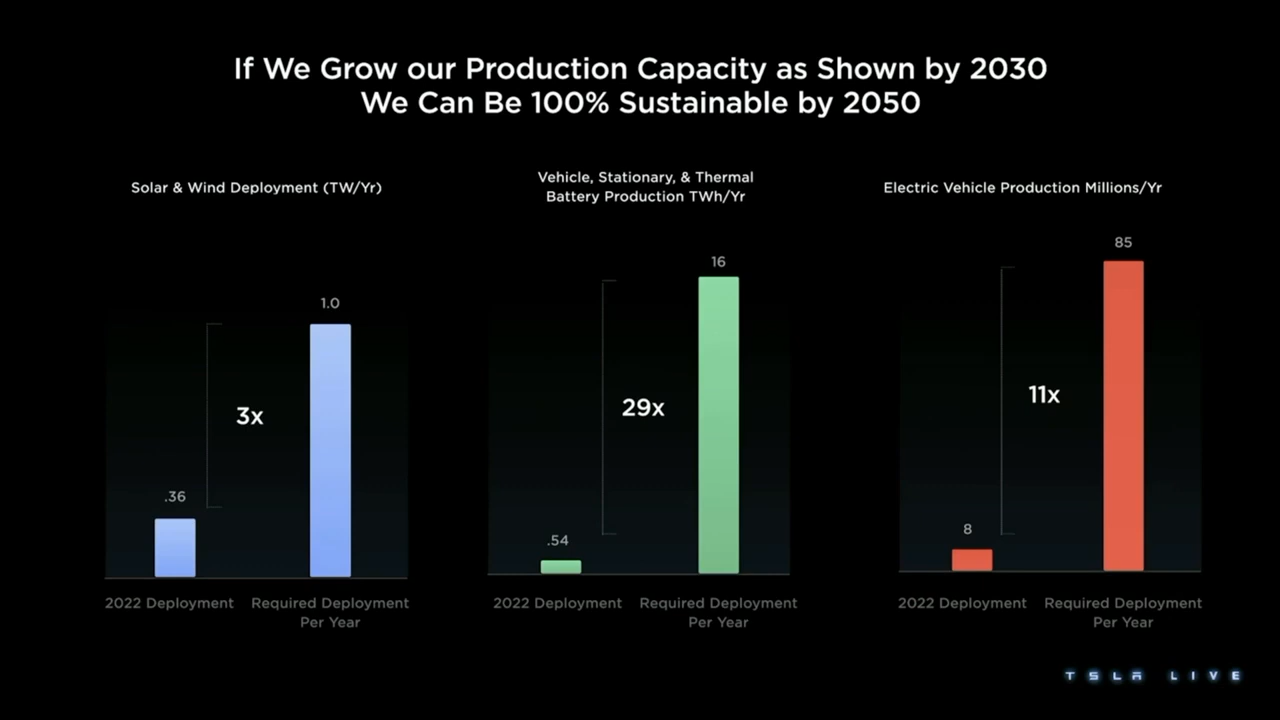 If We Grow our Production Capacity as Shown by 2030
We Can Be 100% Sustainable by 2050
Solar & Wind Deployment (TW/Yr)
1.0
3x
.36
2022 Deployment
Required Deployment
Per Year
Vehicle, Stationary, & Thermal
Battery Production TWh/Yr
16
29x
.54
2022 Deployment
Required Deployment
Per Year
Electric Vehicle Production Millions/Yr
85
11x
8
2022 Deployment
Required Deployment
Per Year
TSLA LIVE